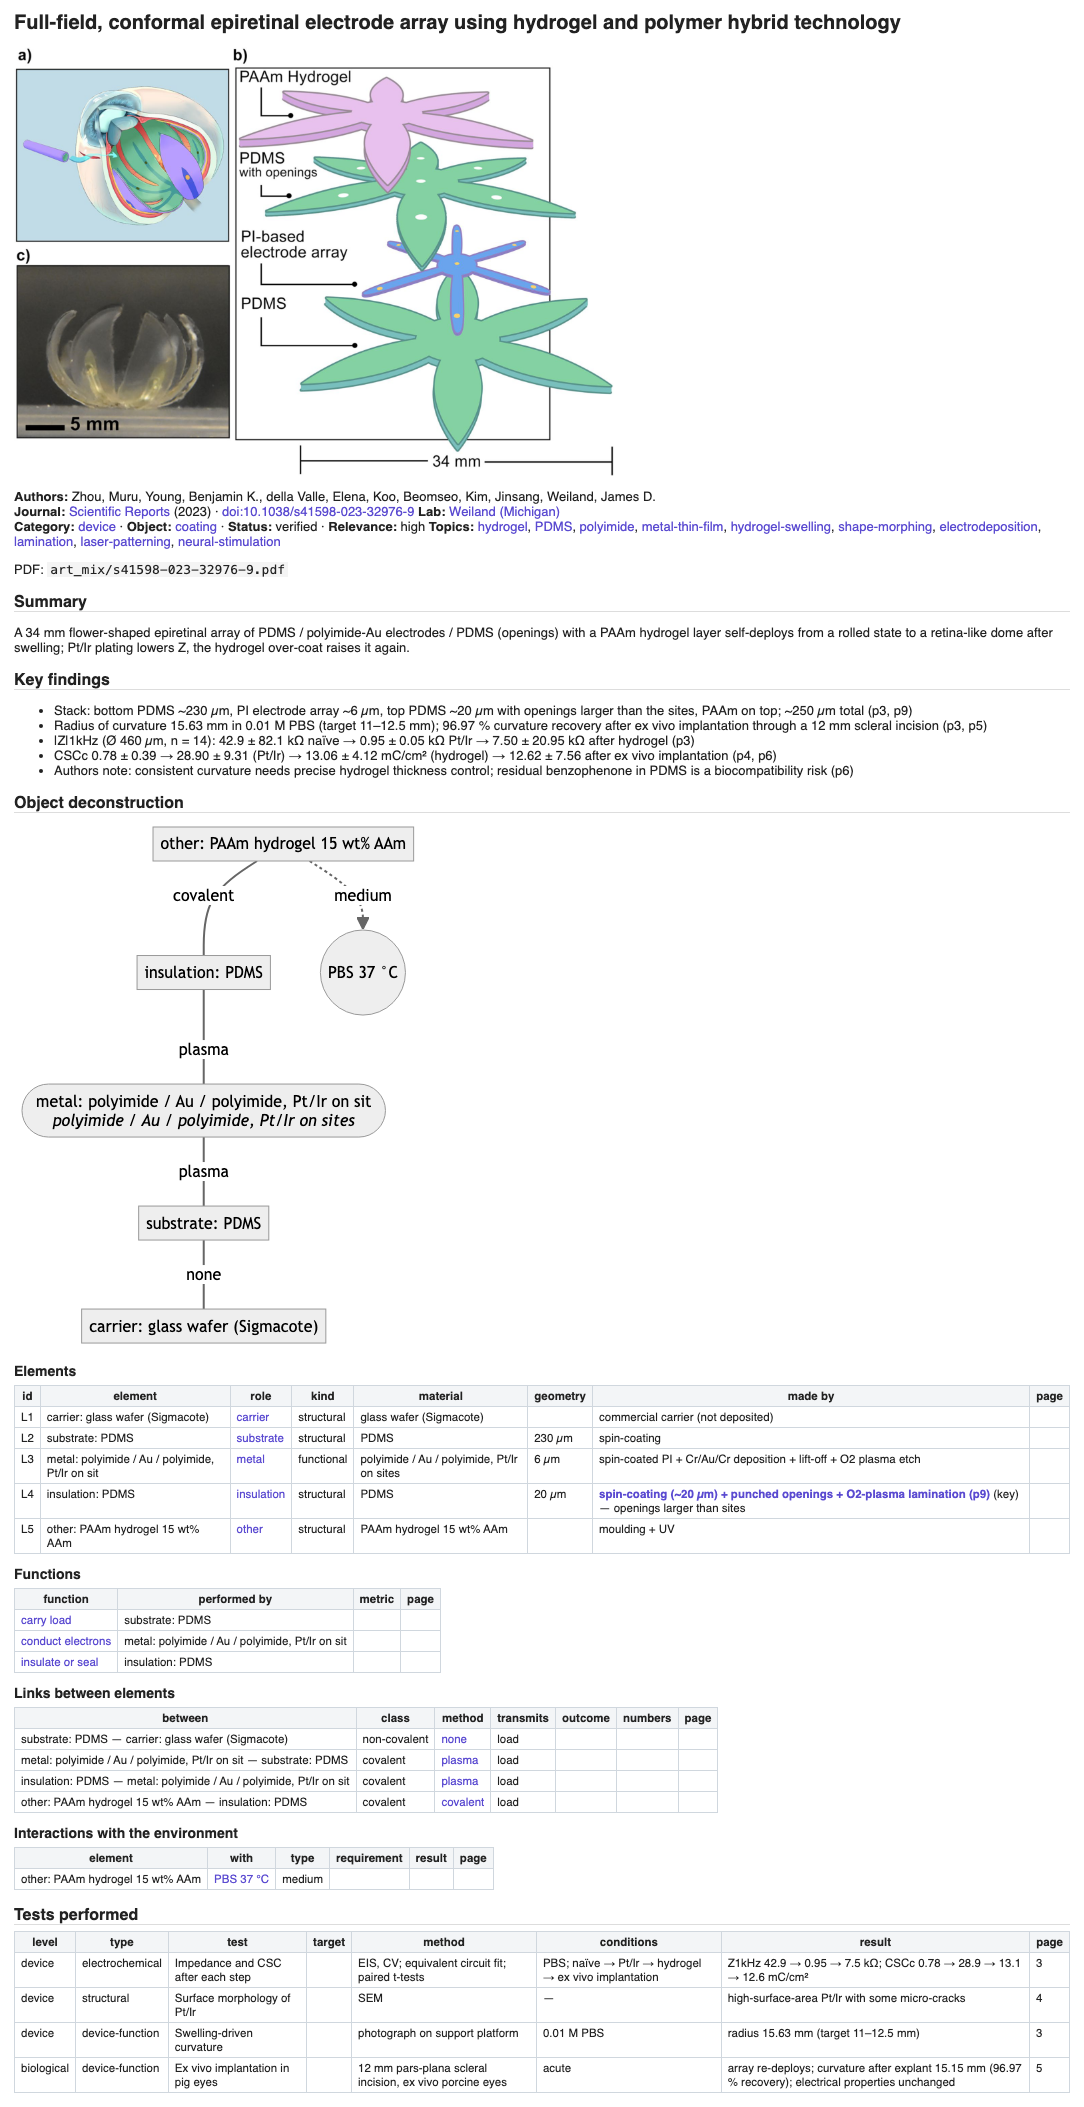 Full-field, conformal epiretinal electrode array using hydrogel and polymer hybrid technology
a)
b)
PAAm Hydrogel
PDMS
with openings
PI-based
electrode array
PDMS
c)
5 mm
34 mm
Authors: Zhou, Muru, Young, Benjamin K., della Valle, Elena, Koo, Beomseo, Kim, Jinsang, Weiland, James D.
Journal: Scientific Reports (2023) · doi:10.1038/s41598-023-32976-9 Lab: Weiland (Michigan)
Category: device · Object: coating · Status: verified · Relevance: high Topics: hydrogel, PDMS, polyimide, metal-thin-film, hydrogel-swelling, shape-morphing, electrodeposition,
lamination, laser-patterning, neural-stimulation
PDF: art_mix/s41598-023-32976-9.pdf
Summary
A 34 mm flower-shaped epiretinal array of PDMS / polyimide-Au electrodes / PDMS (openings) with a PAAm hydrogel layer self-deploys from a rolled state to a retina-like dome after
swelling; Pt/Ir plating lowers Z, the hydrogel over-coat raises it again.
Key findings
• Stack: bottom PDMS ~230 µm, PI electrode array ~6 µm, top PDMS ~20 µm with openings larger than the sites, PAAm on top; ~250 µm total (p3, p9)
• Radius of curvature 15.63 mm in 0.01 M PBS (target 11–12.5 mm); 96.97 % curvature recovery after ex vivo implantation through a 12 mm scleral incision (p3, p5)
• |Z|1kHz (Ø 460 µm, n = 14): 42.9 ± 82.1 kΩ naïve → 0.95 ± 0.05 kΩ Pt/Ir → 7.50 ± 20.95 kΩ after hydrogel (p3)
• CSCc 0.78 ± 0.39 → 28.90 ± 9.31 (Pt/Ir) → 13.06 ± 4.12 mC/cm² (hydrogel) → 12.62 ± 7.56 after ex vivo implantation (p4, p6)
• Authors note: consistent curvature needs precise hydrogel thickness control; residual benzophenone in PDMS is a biocompatibility risk (p6)
Object deconstruction
other: PAAm hydrogel 15 wt% AAm
covalent
medium
insulation: PDMS
PBS 37 °C
plasma
metal: polyimide / Au / polyimide, Pt/Ir on sit
polyimide / Au / polyimide, Pt/Ir on sites
plasma
substrate: PDMS
none
carrier: glass wafer (Sigmacote)
Elements
id element role kind material geometry made by page
L1 carrier: glass wafer (Sigmacote) carrier structural glass wafer (Sigmacote) commercial carrier (not deposited)
L2 substrate: PDMS substrate structural PDMS 230 µm spin-coating
L3 metal: polyimide / Au / polyimide, Pt/Ir on sit metal functional polyimide / Au / polyimide, Pt/Ir on sites 6 µm spin-coated PI + Cr/Au/Cr deposition + lift-off + O2 plasma etch
L4 insulation: PDMS insulation structural PDMS 20 µm spin-coating (~20 µm) + punched openings + O2-plasma lamination (p9) (key) — openings larger than sites
L5 other: PAAm hydrogel 15 wt% AAm other structural PAAm hydrogel 15 wt% AAm moulding + UV
Functions
function performed by metric page
carry load substrate: PDMS
conduct electrons metal: polyimide / Au / polyimide, Pt/Ir on sit
insulate or seal insulation: PDMS
Links between elements
between class method transmits outcome numbers page
substrate: PDMS — carrier: glass wafer (Sigmacote) non-covalent none load
metal: polyimide / Au / polyimide, Pt/Ir on sit — substrate: PDMS covalent plasma load
insulation: PDMS — metal: polyimide / Au / polyimide, Pt/Ir on sit covalent plasma load
other: PAAm hydrogel 15 wt% AAm — insulation: PDMS covalent covalent load
Interactions with the environment
element with type requirement result page
other: PAAm hydrogel 15 wt% AAm PBS 37 °C medium
Tests performed
level type test target method conditions result page
device electrochemical Impedance and CSC after each step EIS, CV; equivalent circuit fit; paired t-tests PBS; naïve → Pt/Ir → hydrogel → ex vivo implantation Z1kHz 42.9 → 0.95 → 7.5 kΩ; CSCc 0.78 → 28.9 → 13.1 → 12.6 mC/cm² 3
device structural Surface morphology of Pt/Ir SEM — high-surface-area Pt/Ir with some micro-cracks 4
device device-function Swelling-driven curvature photograph on support platform 0.01 M PBS radius 15.63 mm (target 11–12.5 mm) 3
biological device-function Ex vivo implantation in pig eyes 12 mm pars-plana scleral incision, ex vivo porcine eyes acute array re-deploys; curvature after explant 15.15 mm (96.97 % recovery); electrical properties unchanged 5